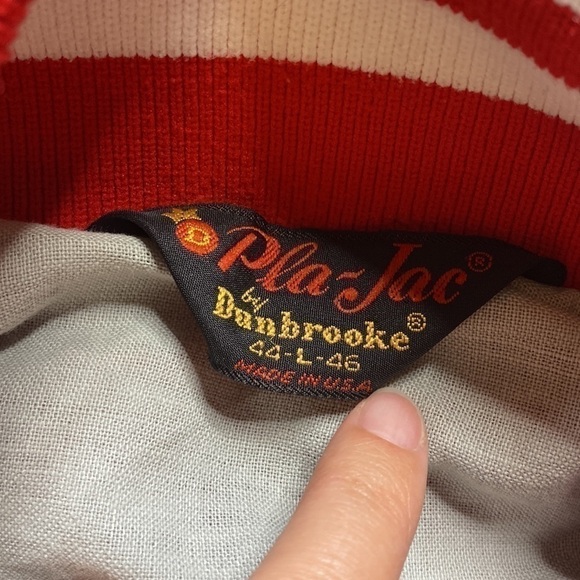 D Pla-Jac®
by
Dunbrooke®
44-L-46
MADE IN U.S.A.